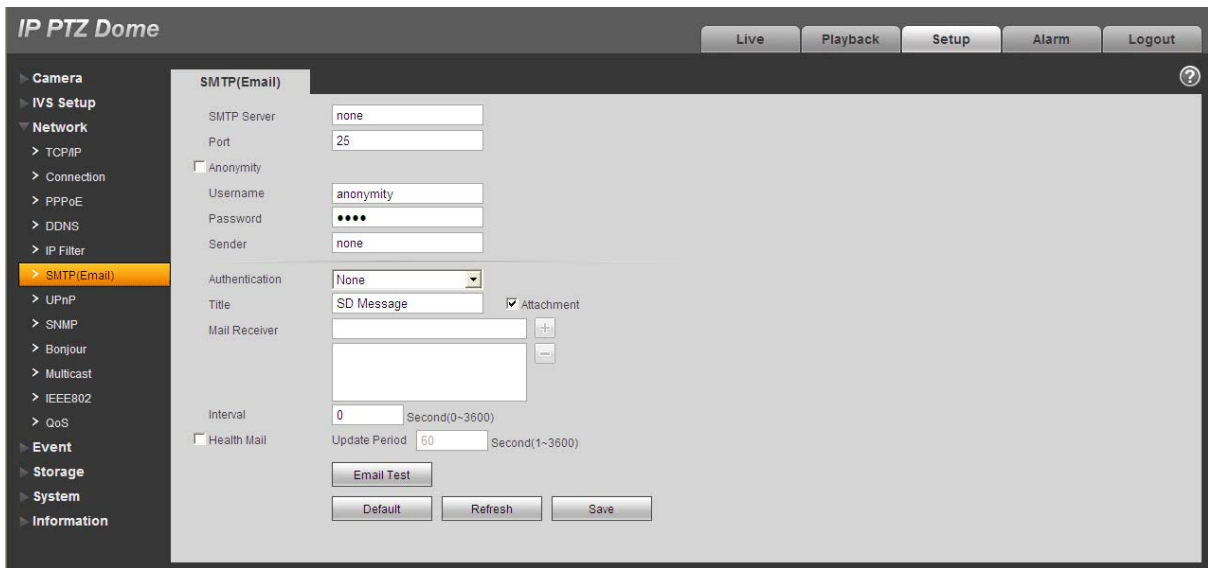 IP PTZ Dome
Live Playback Setup Alarm Logout
Camera
IVS Setup
Network
> TCP/IP
> Connection
> PPPoE
> DDNS
> IP Filter
> SMTP(Email)
> UPnP
> SNMP
> Bonjour
> Multicast
> IEEE802
> QoS
Event
Storage
System
Information
SMTP(Email)
?
SMTP Server none
Port 25
Anonymity
Username anonymity
Password ••••
Sender none
Authentication None
Title SD Message Attachment
Mail Receiver +
−
Interval 0 Second(0~3600)
Health Mail Update Period 60 Second(1~3600)
Email Test
Default Refresh Save